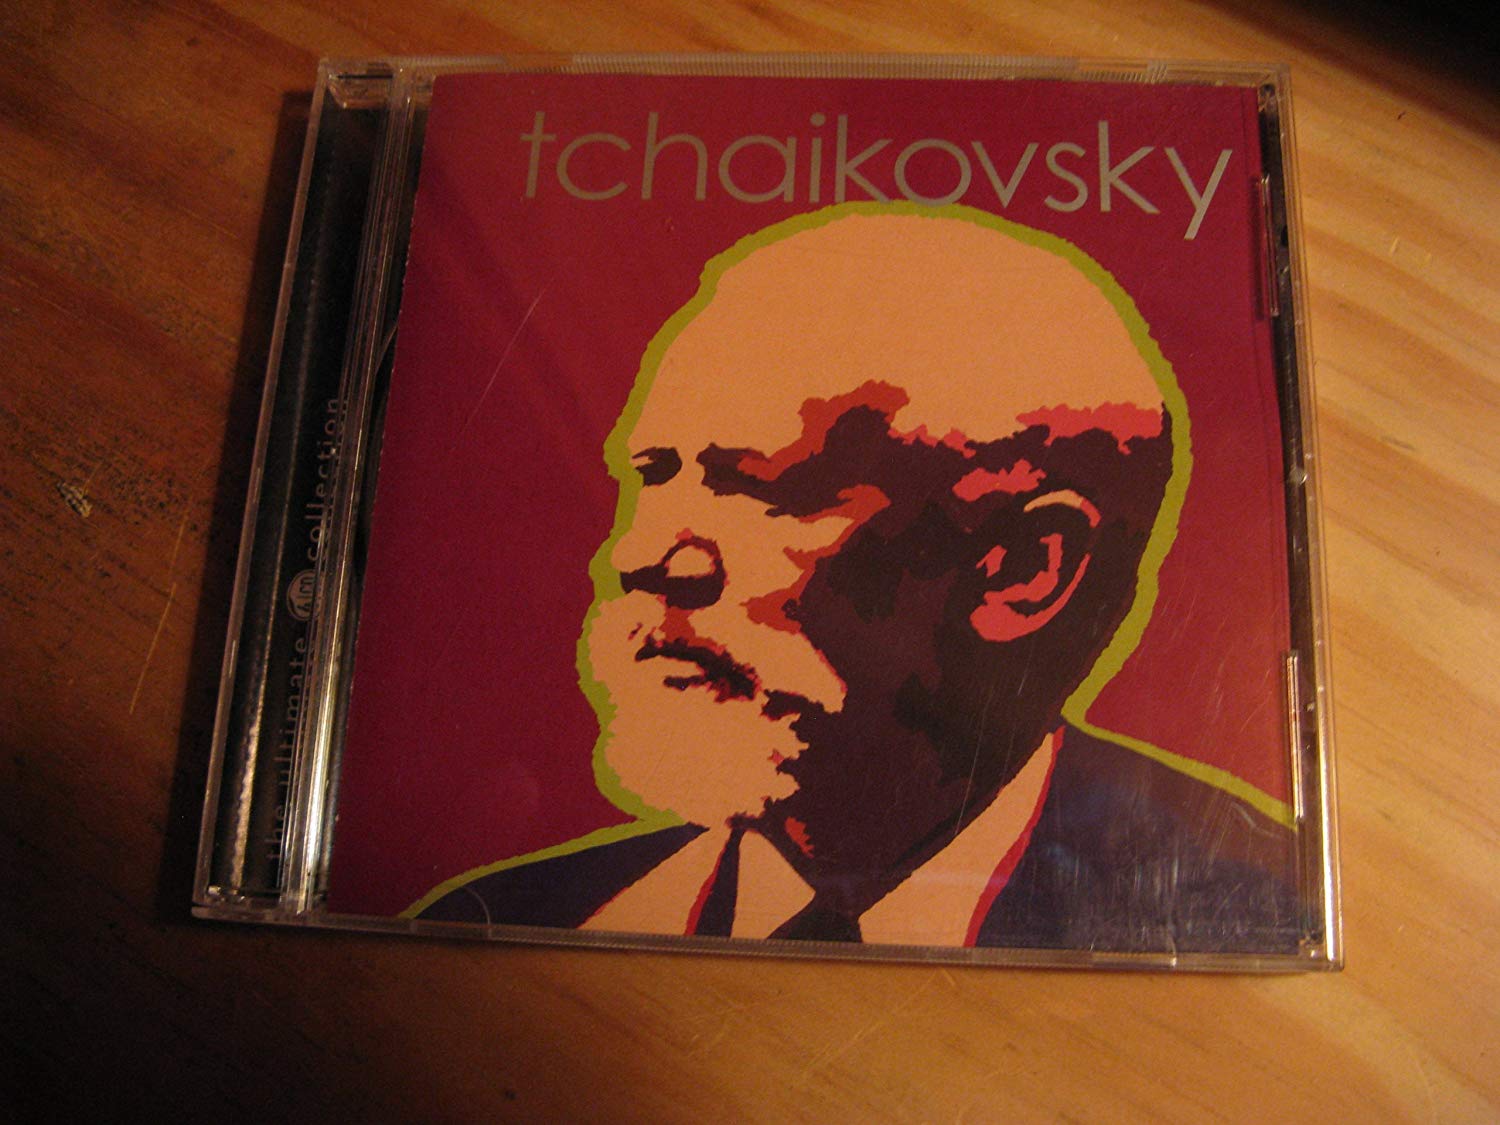 tchaikovsky
the ultimate collection